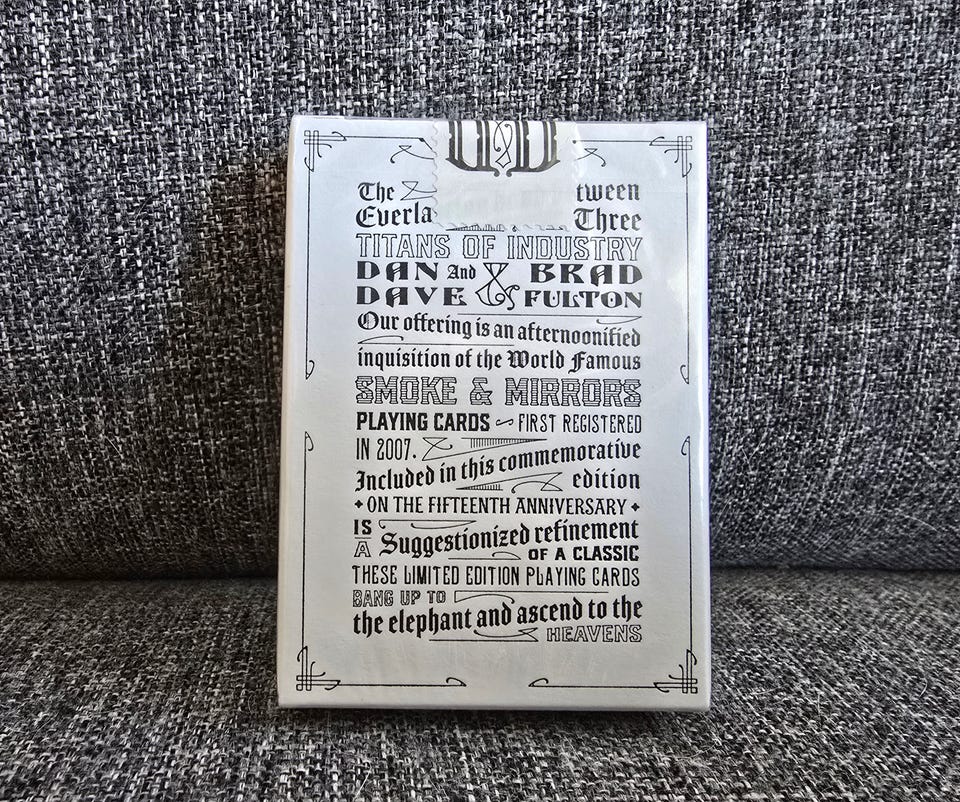 The tween
Everla Three
TITANS OF INDUSTRY
DAN And BRAD
DAVE & FULTON
Our offering is an afternoonified
inquisition of the World Famous
SMOKE & MIRRORS
PLAYING CARDS ~ FIRST REGISTERED
IN 2007.
Included in this commemorative
edition
ON THE FIFTEENTH ANNIVERSARY
IS
A Suggestionized refinement
OF A CLASSIC
THESE LIMITED EDITION PLAYING CARDS
BANG UP TO
the elephant and ascend to the
HEAVENS